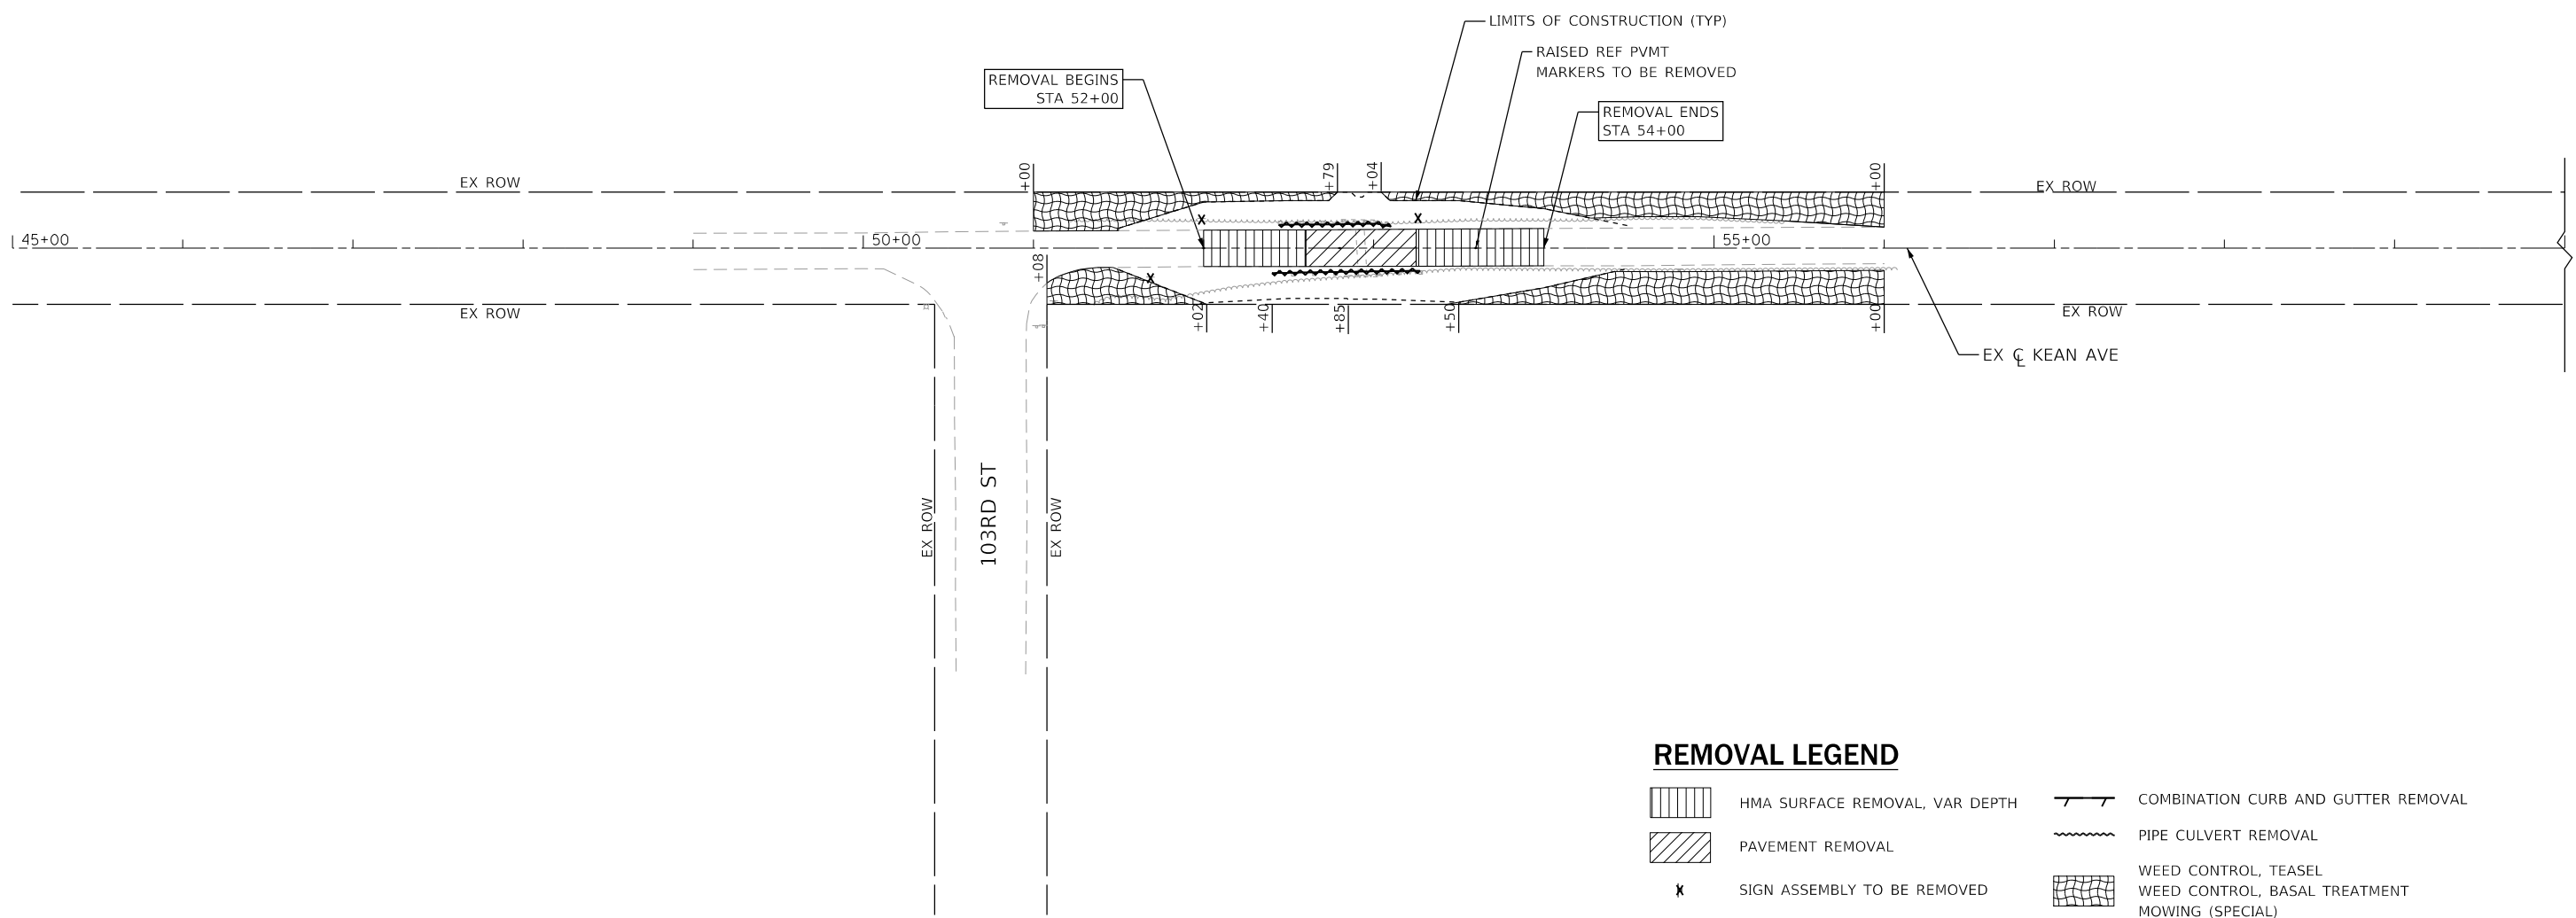 LIMITS OF CONSTRUCTION (TYP)
RAISED REF PVMT
MARKERS TO BE REMOVED
REMOVAL BEGINS
STA 52+00
REMOVAL ENDS
STA 54+00
EX ROW
+00
+79
+04
+00
EX ROW
45+00
50+00
55+00
+08
EX ROW
+02
+40
+85
+50
+00
EX ROW
EX ℄ KEAN AVE
EX ROW
103RD ST
EX ROW
REMOVAL LEGEND
HMA SURFACE REMOVAL, VAR DEPTH
PAVEMENT REMOVAL
X SIGN ASSEMBLY TO BE REMOVED
COMBINATION CURB AND GUTTER REMOVAL
PIPE CULVERT REMOVAL
WEED CONTROL, TEASEL
WEED CONTROL, BASAL TREATMENT
MOWING (SPECIAL)